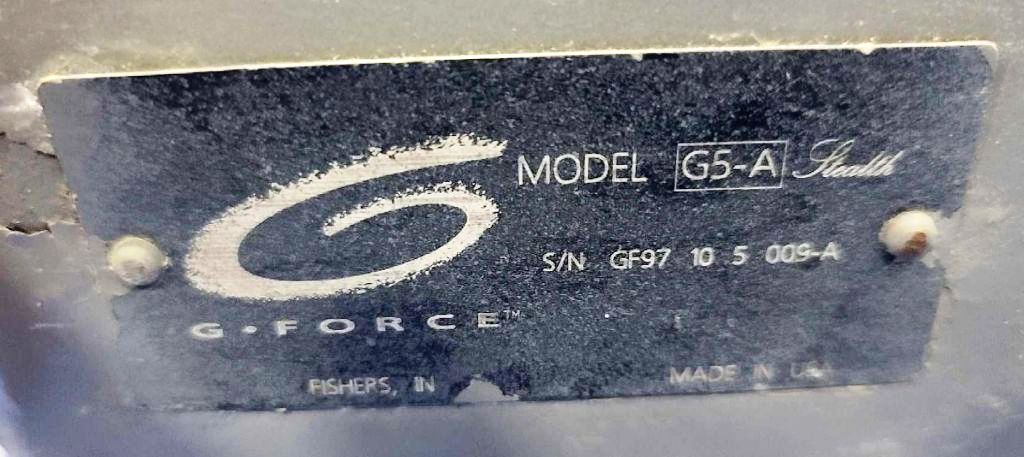 MODEL G5-A Stealth
S/N GF97 10 5 009-A
G•FORCE™
FISHERS, IN
MADE IN USA